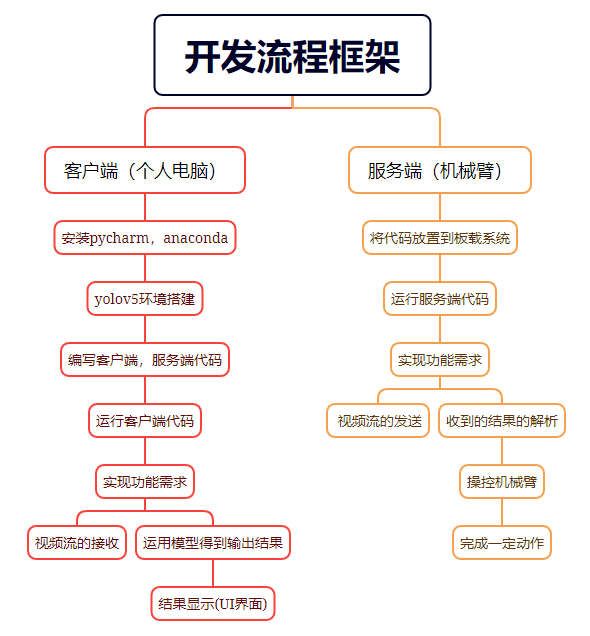 开发流程框架
客户端（个人电脑）
安装pycharm，anaconda
yolov5环境搭建
编写客户端，服务端代码
运行客户端代码
实现功能需求
视频流的接收
运用模型得到输出结果
结果显示(UI界面)
服务端（机械臂）
将代码放置到板载系统
运行服务端代码
实现功能需求
视频流的发送
收到的结果的解析
操控机械臂
完成一定动作